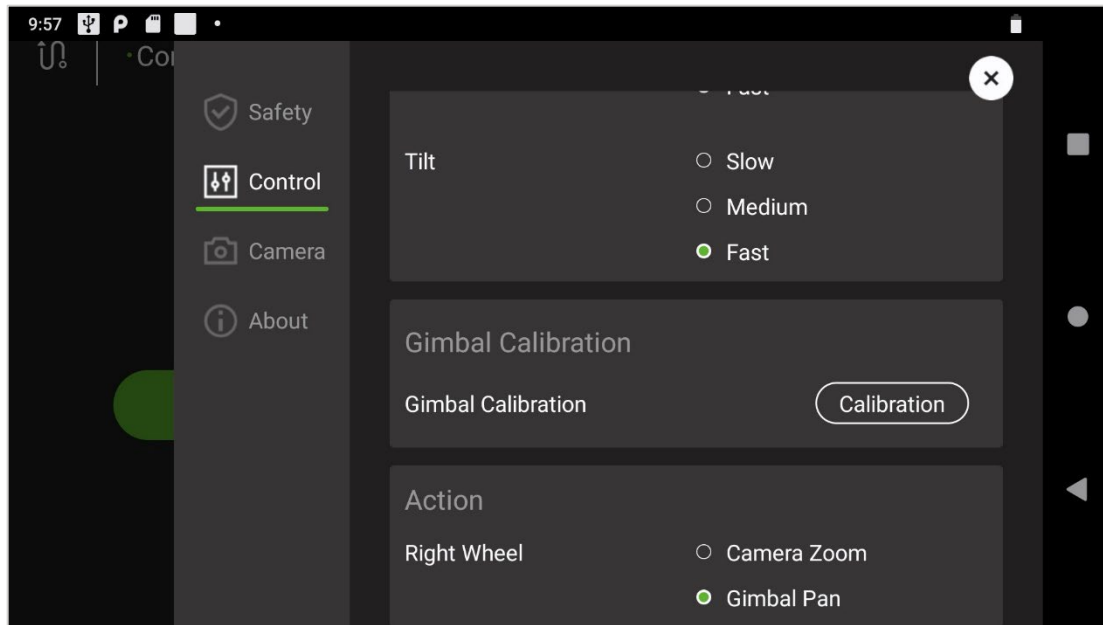 9:57
Safety
Tilt
Slow
Control
Medium
Camera
Fast
About
Gimbal Calibration
Gimbal Calibration
Calibration
Action
Right Wheel
Camera Zoom
Gimbal Pan